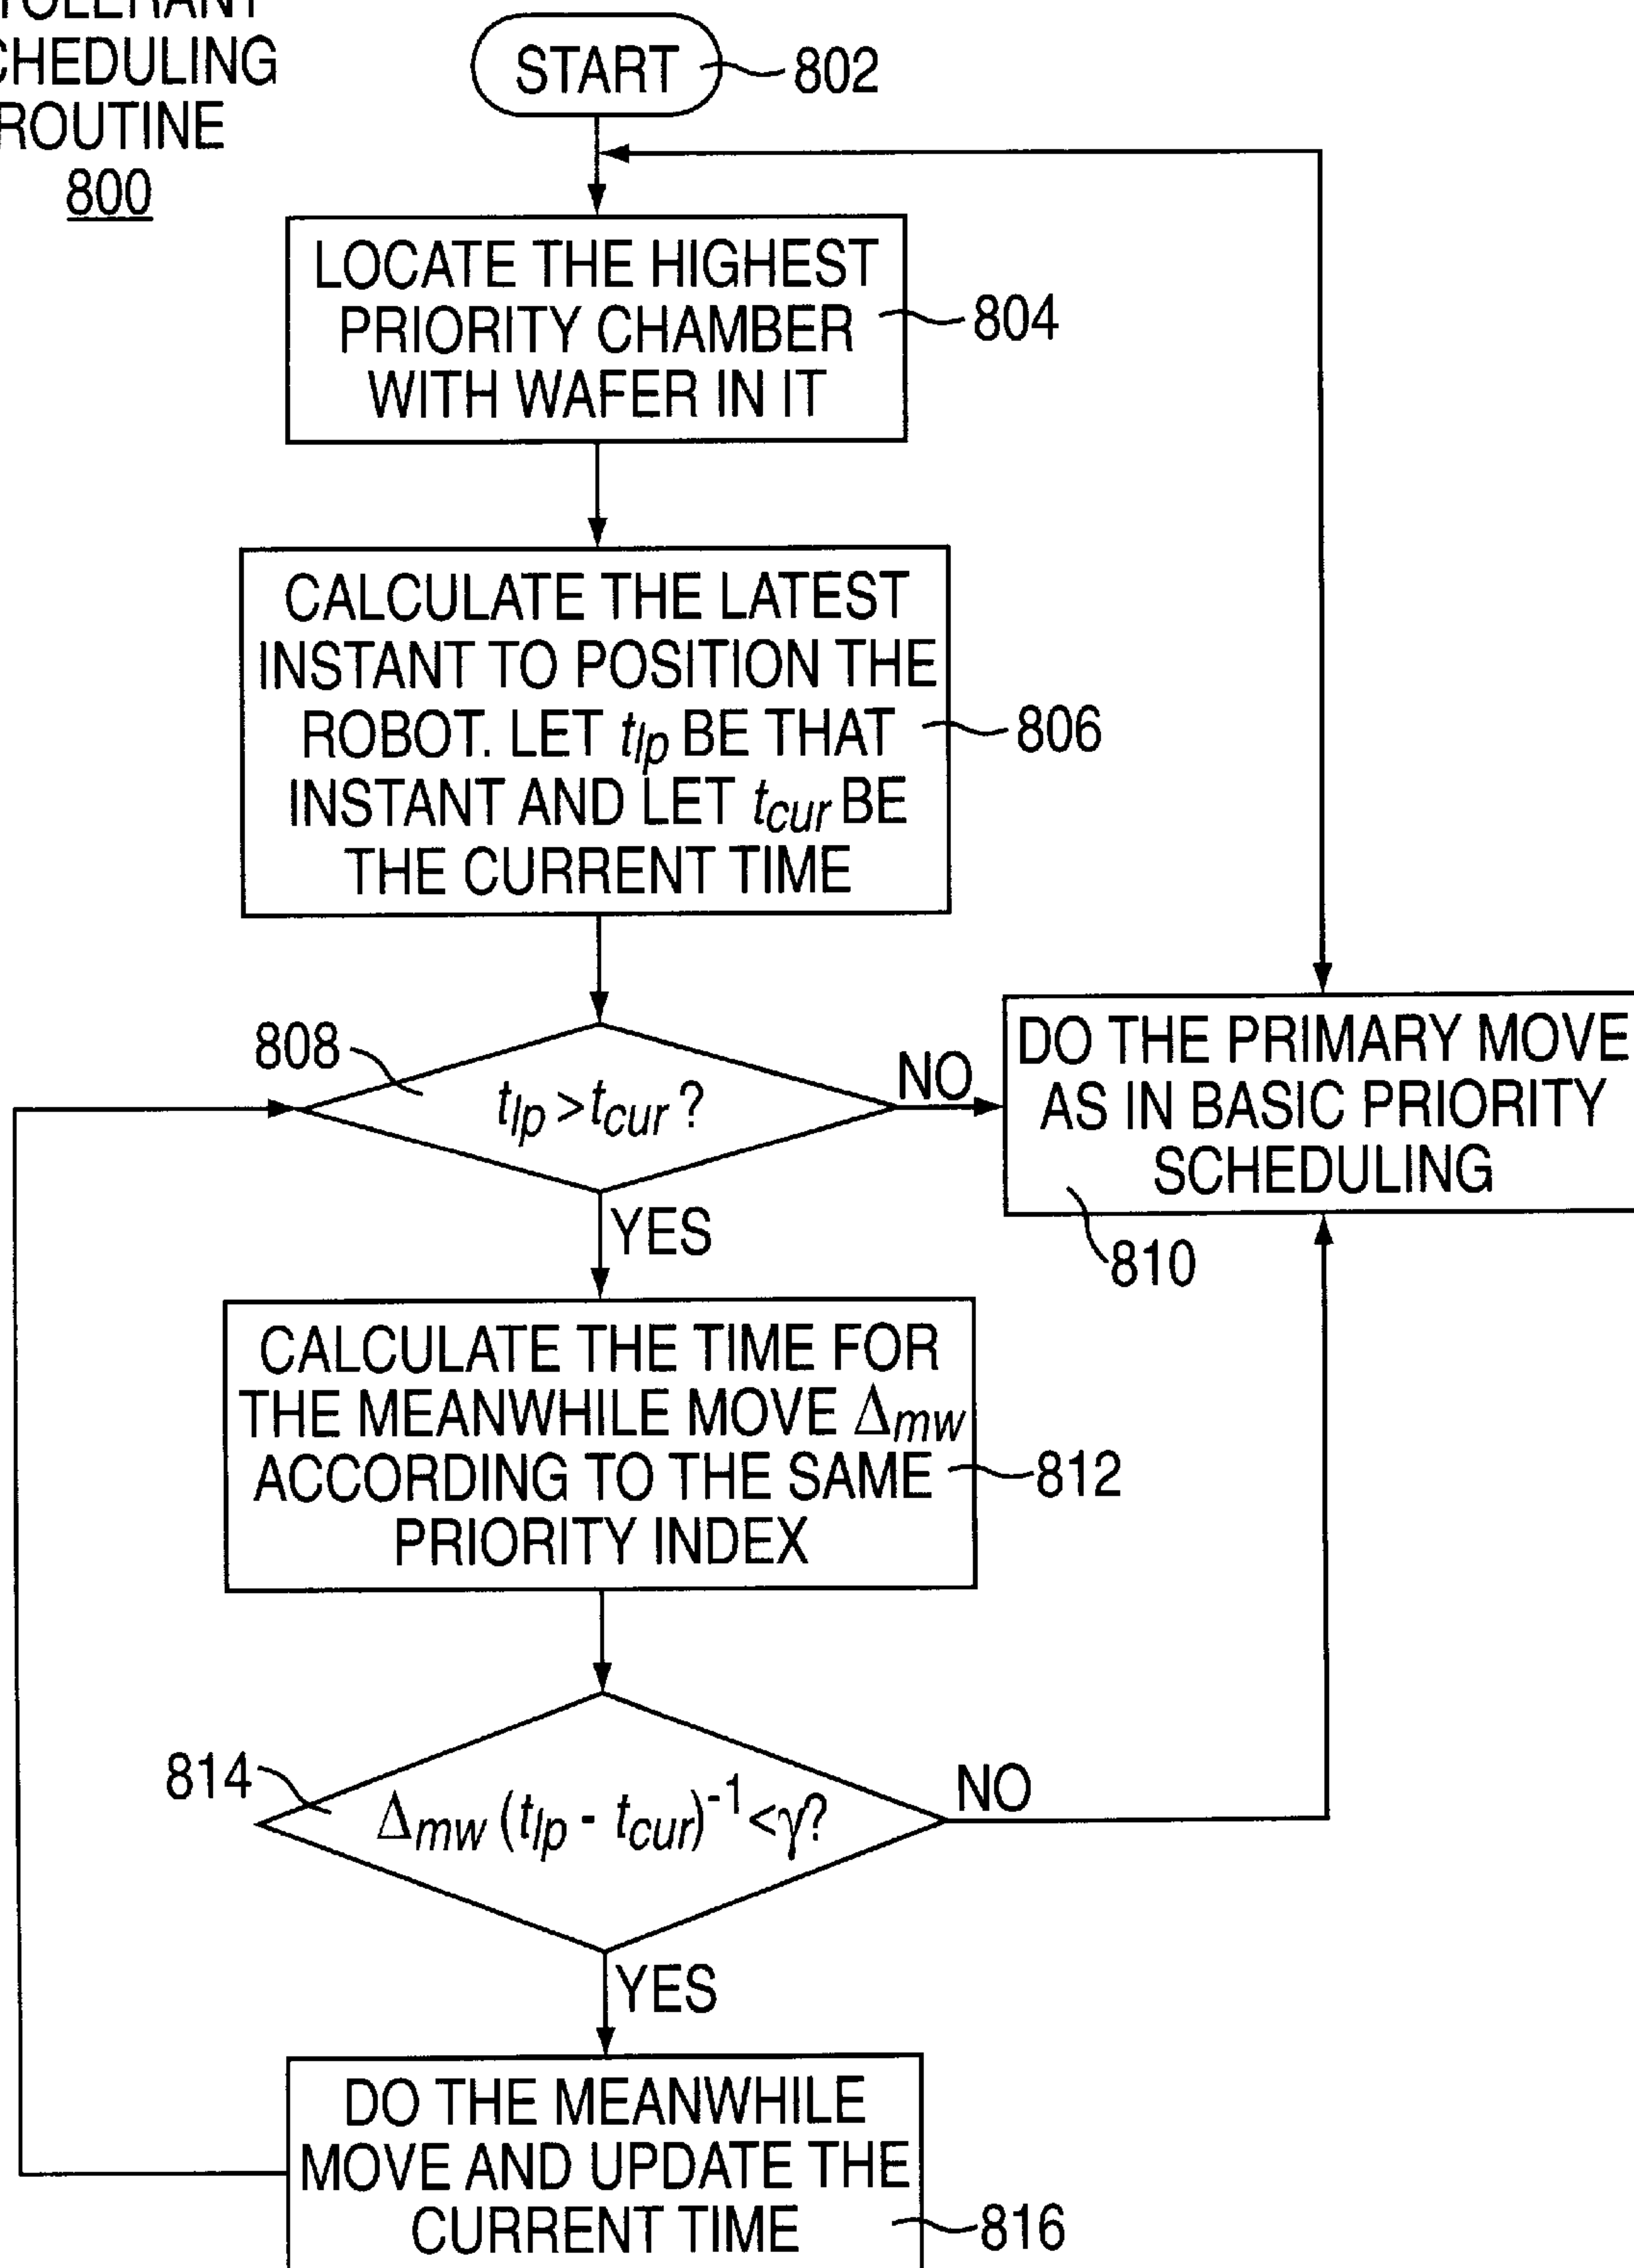 SCHEDULING
ROUTINE
800
START
802
LOCATE THE HIGHEST
PRIORITY CHAMBER
WITH WAFER IN IT
804
CALCULATE THE LATEST
INSTANT TO POSITION THE
ROBOT. LET tlp BE THAT
INSTANT AND LET tcur BE
THE CURRENT TIME
806
808
tlp > tcur ?
NO
DO THE PRIMARY MOVE
AS IN BASIC PRIORITY
SCHEDULING
810
YES
CALCULATE THE TIME FOR
THE MEANWHILE MOVE Δmw
ACCORDING TO THE SAME
PRIORITY INDEX
812
814
Δmw (tlp - tcur)-1 < γ?
NO
YES
DO THE MEANWHILE
MOVE AND UPDATE THE
CURRENT TIME
816